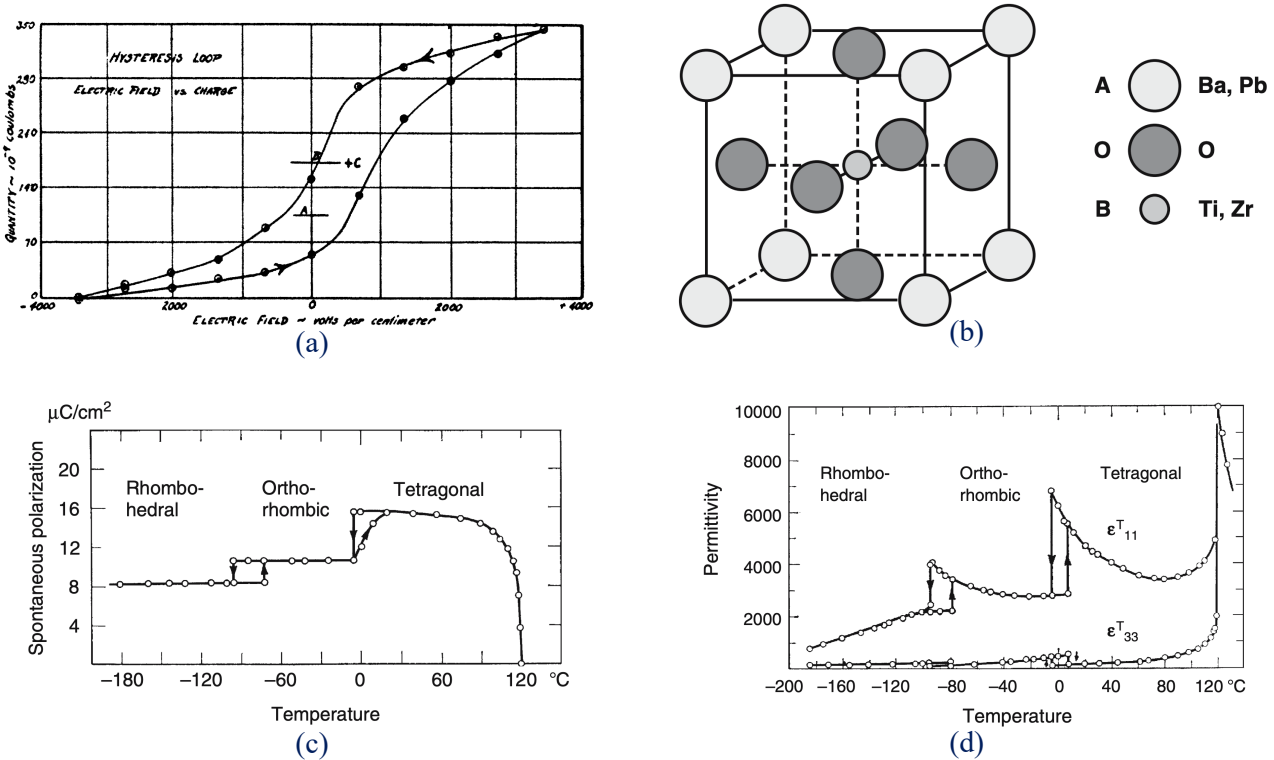 350
HYSTERESIS LOOP
280
ELECTRIC FIELD vs CHARGE
QUANTITY ~ 10⁻⁹ coulombs
210
B
+C
140
A
70
0
-4000 2000 0 2000 +4000
ELECTRIC FIELD ~ volts per centimeter
(a)
A Ba, Pb
O O
B Ti, Zr
(b)
μC/cm²
Spontaneous polarization
20
16
12
8
4
Rhombo-
hedral
Ortho-
rhombic
Tetragonal
−180 −120 −60 0 60 120 °C
Temperature
(c)
Permittivity
10000
8000
6000
4000
2000
Rhombo-
hedral
Ortho-
rhombic
Tetragonal
εᵀ₁₁
εᵀ₃₃
−200 −160 −120 −80 −40 0 40 80 120 °C
Temperature
(d)